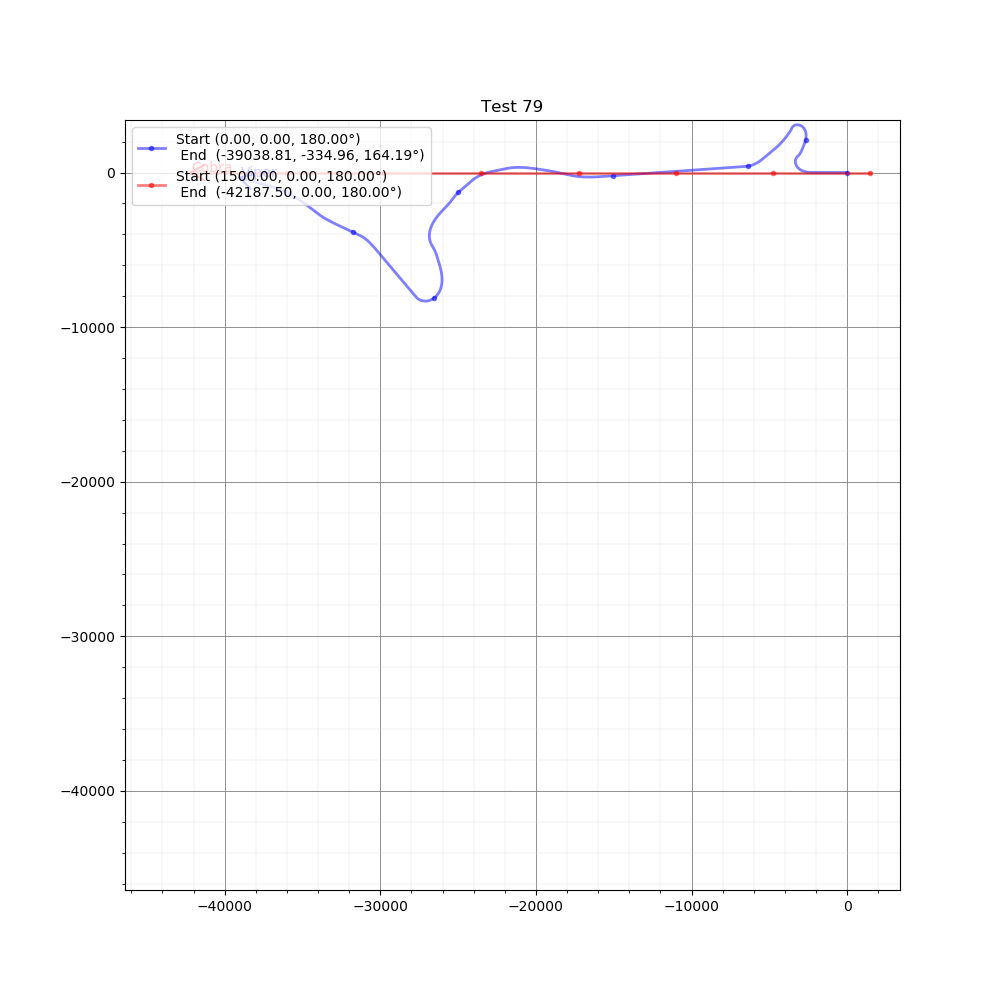 Test 79
Start (0.00, 0.00, 180.00°)
End (-39038.81, -334.96, 164.19°)
Cobra
Start (1500.00, 0.00, 180.00°)
End (-42187.50, 0.00, 180.00°)
0
−10000
−20000
−30000
−40000
−40000
−30000
−20000
−10000
0